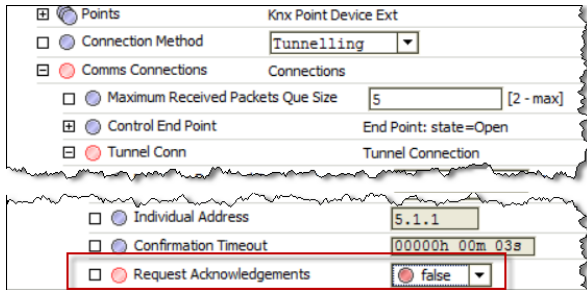 Points Knx Point Device Ext
Connection Method Tunnelling
Comms Connections Connections
Maximum Received Packets Que Size 5 [2 - max]
Control End Point End Point: state=Open
Tunnel Conn Tunnel Connection
Individual Address 5.1.1
Confirmation Timeout 00000h 00m 03s
Request Acknowledgements false